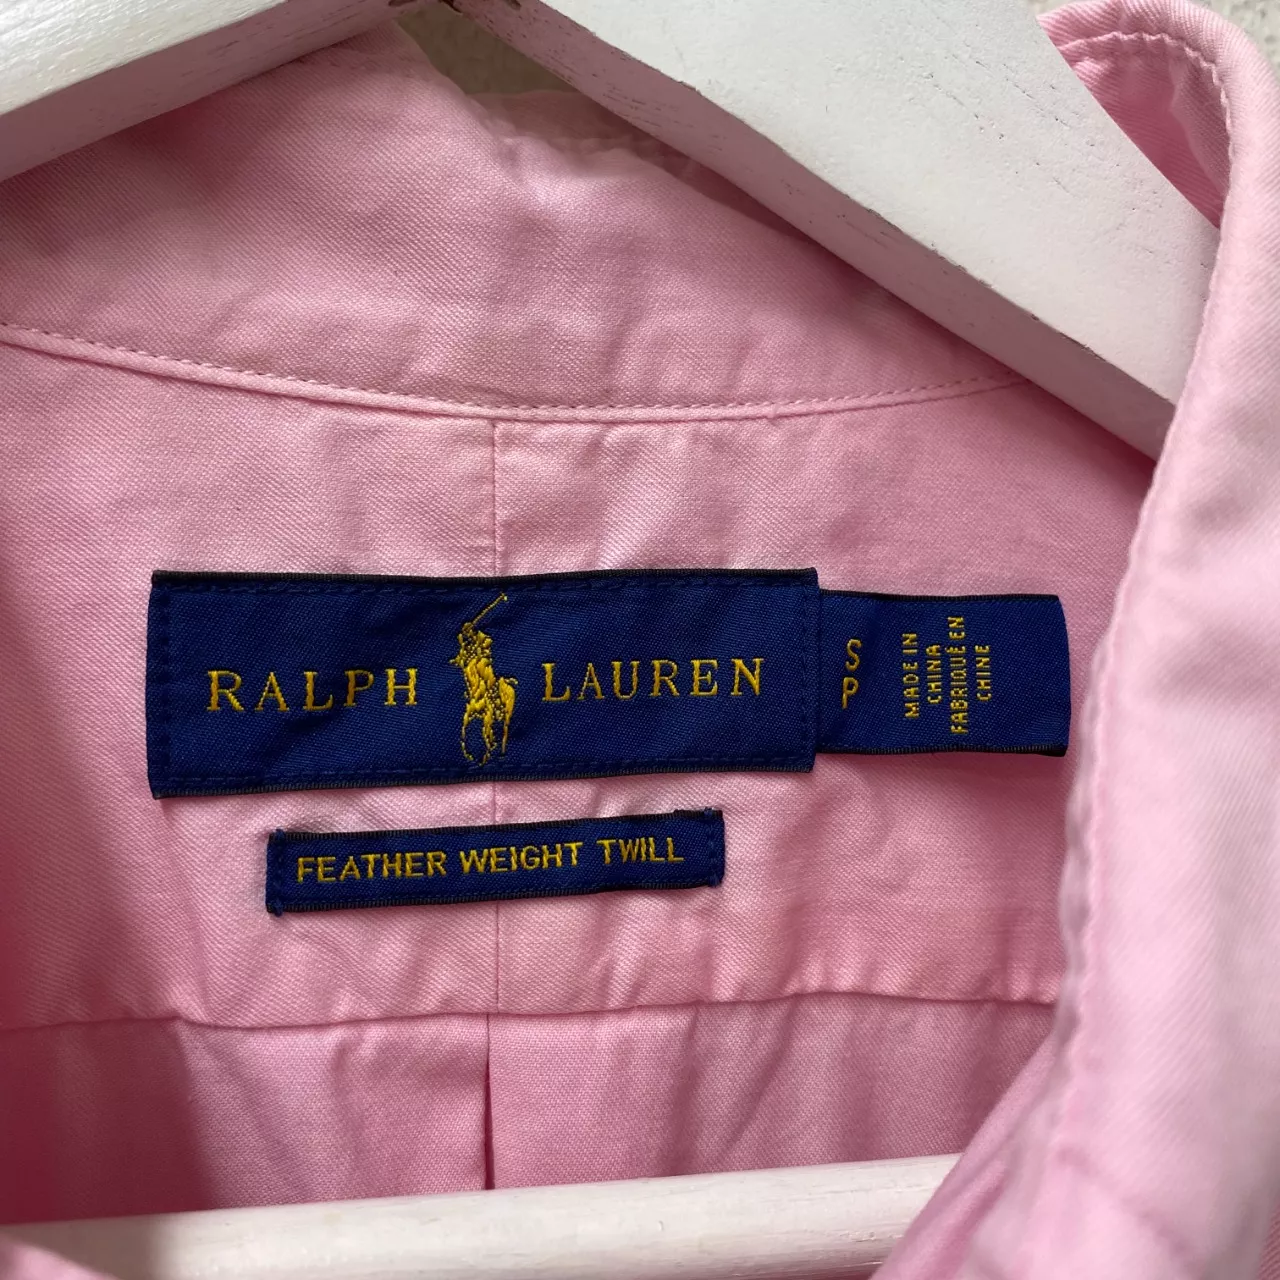 RALPH LAUREN
S
P
MADE IN
CHINA
FABRIQUÉ EN
CHINE
FEATHER WEIGHT TWILL